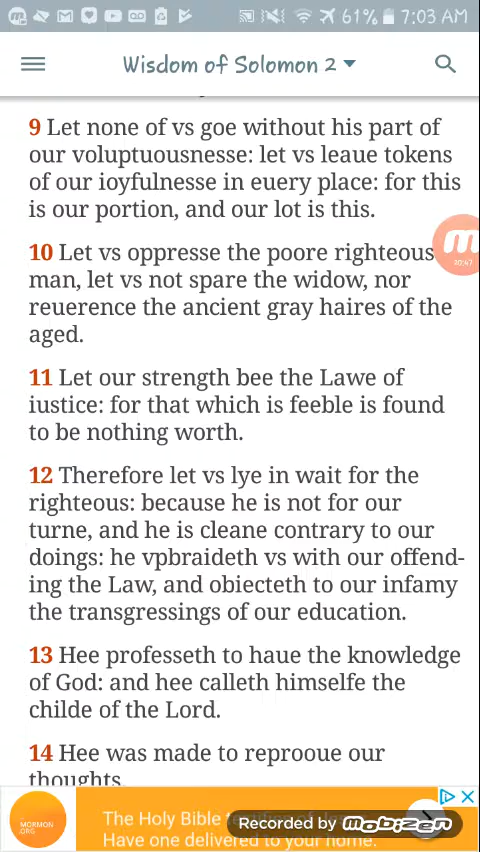 61% 7:03 AM
Wisdom of Solomon 2
9 Let none of vs goe without his part of
our voluptuousnesse: let vs leaue tokens
of our ioyfulnesse in euery place: for this
is our portion, and our lot is this.
10 Let vs oppresse the poore righteous
man, let vs not spare the widow, nor
reuerence the ancient gray haires of the
aged.
20:47
11 Let our strength bee the Lawe of
iustice: for that which is feeble is found
to be nothing worth.
12 Therefore let vs lye in wait for the
righteous: because he is not for our
turne, and he is cleane contrary to our
doings: he vpbraideth vs with our offend-
ing the Law, and obiecteth to our infamy
the transgressings of our education.
13 Hee professeth to haue the knowledge
of God: and hee calleth himselfe the
childe of the Lord.
14 Hee was made to reprooue our
thoughts.
MORMON
.ORG
The Holy Bible
Recorded by mobizen
Have one delivered to your home.